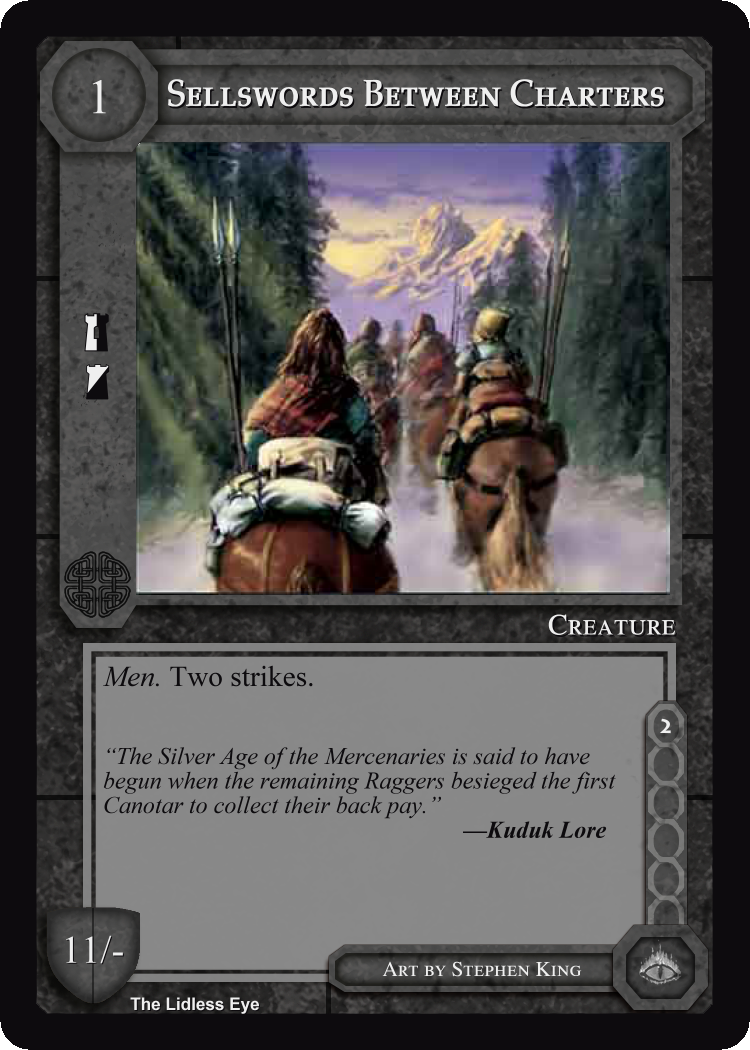 1
SELLSWORDS BETWEEN CHARTERS
CREATURE
Men. Two strikes.
2
“The Silver Age of the Mercenaries is said to have
begun when the remaining Raggers besieged the first
Canotar to collect their back pay.”
—Kuduk Lore
11/-
ART BY STEPHEN KING
The Lidless Eye